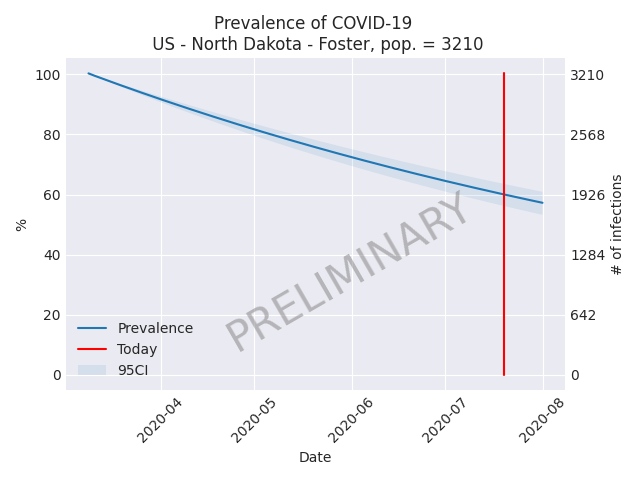 Prevalence of COVID-19
US - North Dakota - Foster, pop. = 3210
100
80
60
40
20
0
%
3210
2568
1926
1284
642
0
# of infections
PRELIMINARY
Prevalence
Today
95CI
2020-04
2020-05
2020-06
2020-07
2020-08
Date